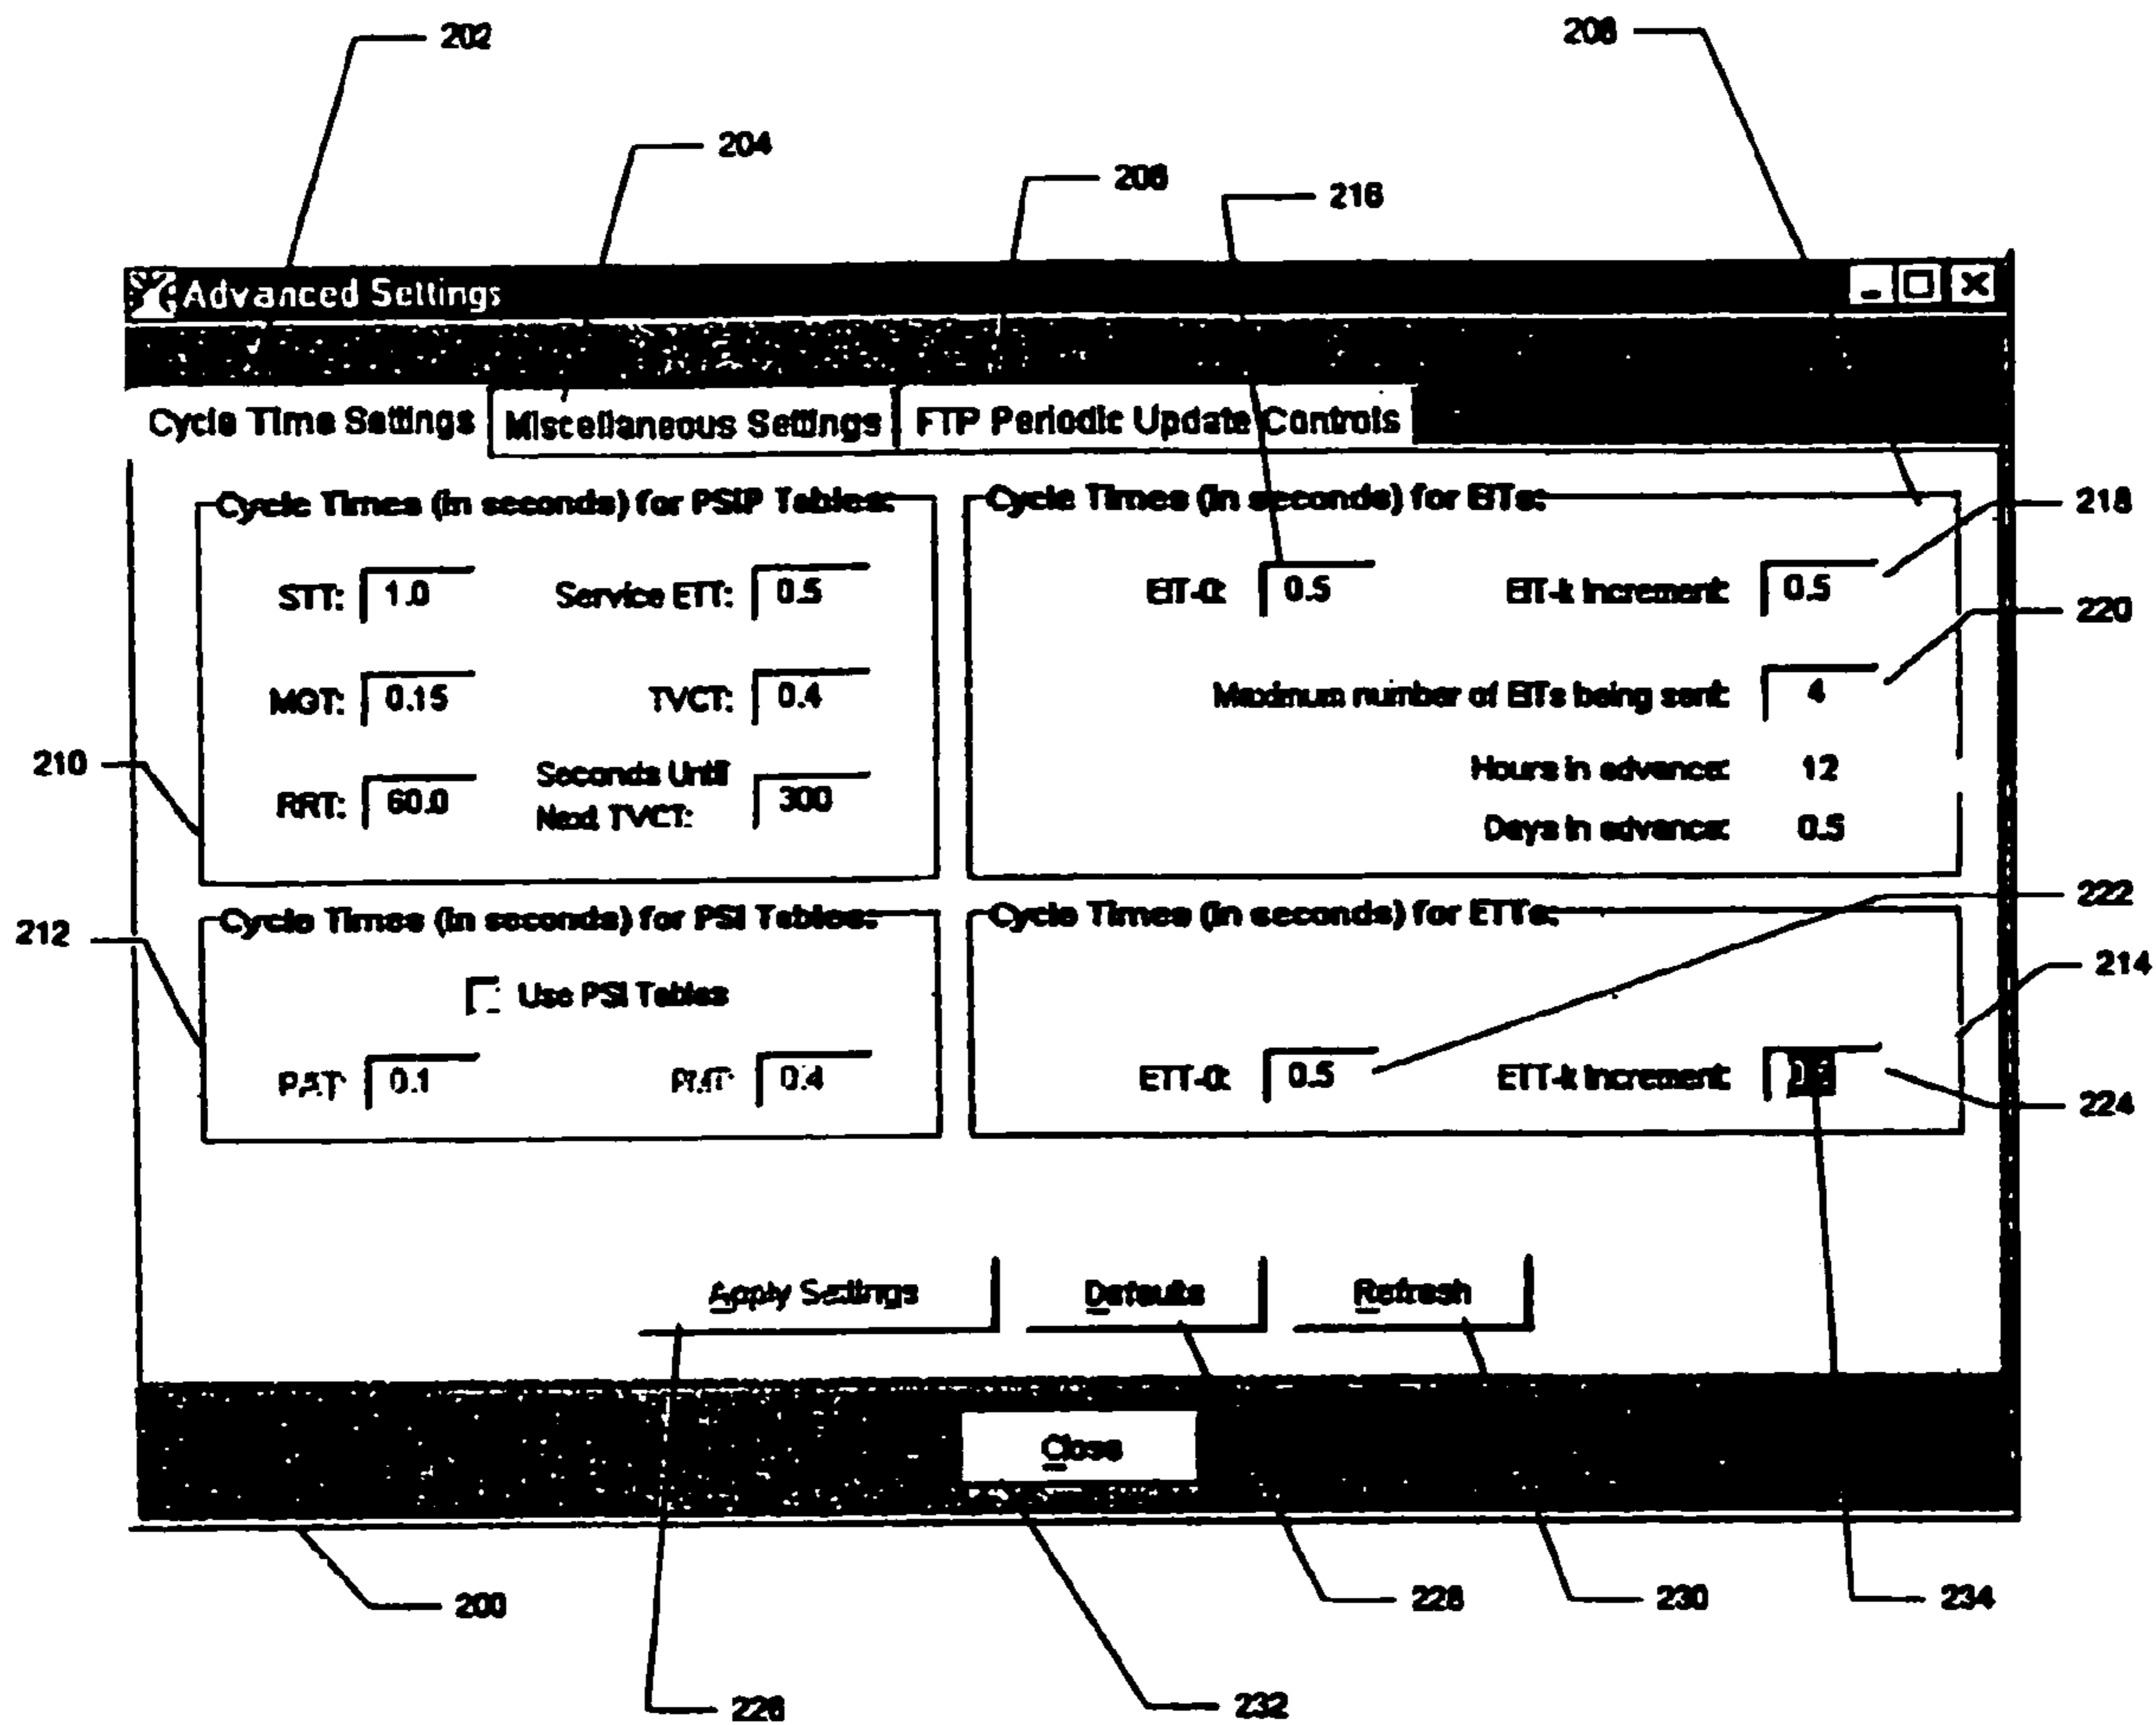 202
208
204
206
216
Advanced Settings
Cycle Time Settings
Miscellaneous Settings
FTP Periodic Update Controls
Cycle Times (in seconds) for PSIP Tables:
STT: 1.0
Service ETT: 0.5
MGT: 0.15
TVCT: 0.4
RRT: 60.0
Seconds Until
Next TVCT: 300
Cycle Times (in seconds) for EITs:
EIT-0: 0.5
EIT-k Increment: 0.5
Maximum number of EITs being sent: 4
Hours in advance: 12
Days in advance: 0.5
218
220
210
212
Cycle Times (in seconds) for PSI Tables:
Use PSI Tables
PAT: 0.1
PMT: 0.4
Cycle Times (in seconds) for ETTs:
ETT-0: 0.5
ETT-k Increment:
222
214
224
Apply Settings
Defaults
Refresh
Close
200
228
230
234
226
232